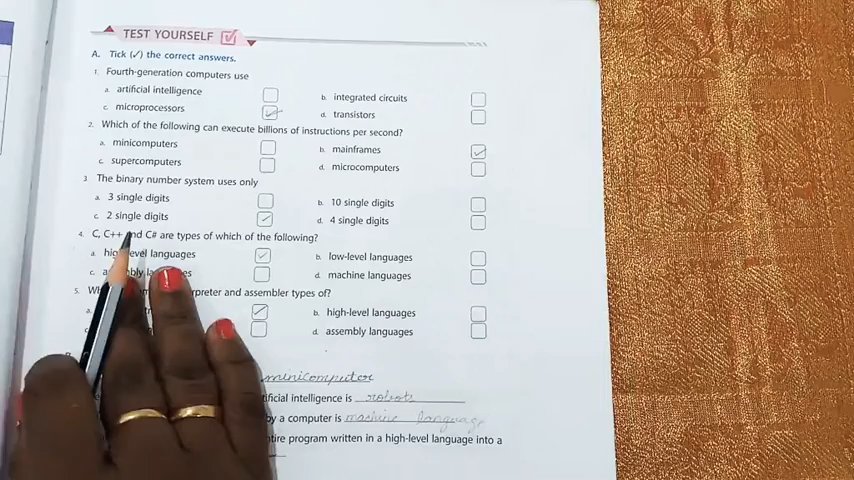 TEST YOURSELF
A. Tick (✓) the correct answers.
1. Fourth-generation computers use
a. artificial intelligence b. integrated circuits
c. microprocessors d. transistors
2. Which of the following can execute billions of instructions per second?
a. minicomputers b. mainframes
c. supercomputers d. microcomputers
3 The binary number system uses only
a. 3 single digits b. 10 single digits
c. 2 single digits d. 4 single digits
4. C, C++ and C# are types of which of the following?
a. languages b. low-level languages
c. d. machine languages
5. and assembler types of?
a. b. high-level languages
d. assembly languages
minicomputer
intelligence is robots
by a computer is machine language
program written in a high-level language into a